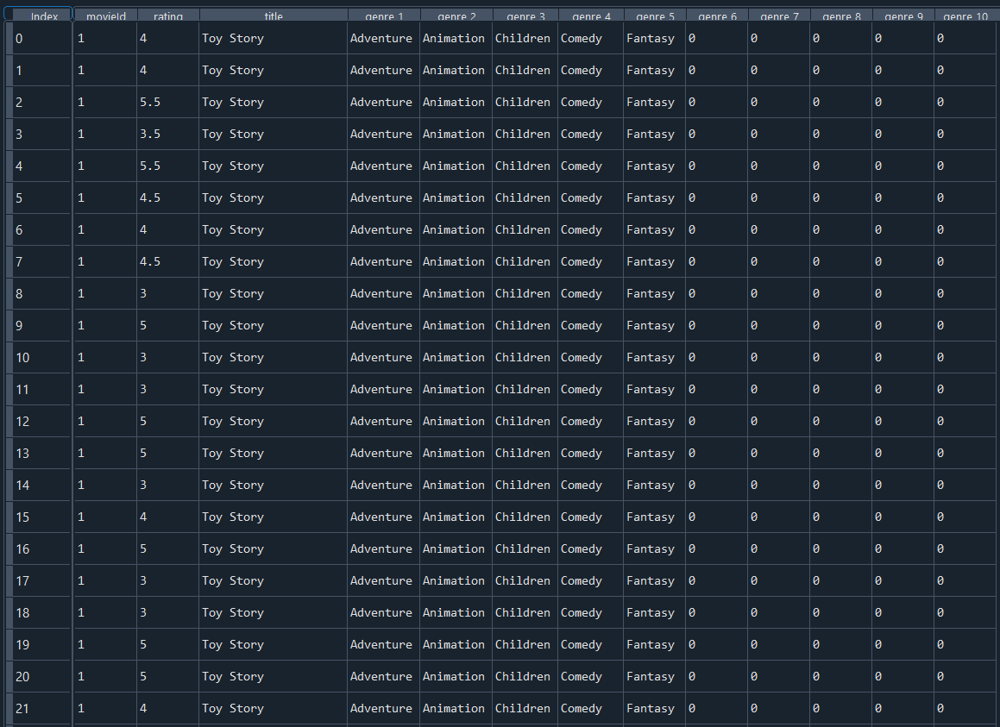 Index movieId rating title genre 1 genre 2 genre 3 genre 4 genre 5 genre 6 genre 7 genre 8 genre 9 genre 10
0 1 4 Toy Story Adventure Animation Children Comedy Fantasy 0 0 0 0 0
1 1 4 Toy Story Adventure Animation Children Comedy Fantasy 0 0 0 0 0
2 1 5.5 Toy Story Adventure Animation Children Comedy Fantasy 0 0 0 0 0
3 1 3.5 Toy Story Adventure Animation Children Comedy Fantasy 0 0 0 0 0
4 1 5.5 Toy Story Adventure Animation Children Comedy Fantasy 0 0 0 0 0
5 1 4.5 Toy Story Adventure Animation Children Comedy Fantasy 0 0 0 0 0
6 1 4 Toy Story Adventure Animation Children Comedy Fantasy 0 0 0 0 0
7 1 4.5 Toy Story Adventure Animation Children Comedy Fantasy 0 0 0 0 0
8 1 3 Toy Story Adventure Animation Children Comedy Fantasy 0 0 0 0 0
9 1 5 Toy Story Adventure Animation Children Comedy Fantasy 0 0 0 0 0
10 1 3 Toy Story Adventure Animation Children Comedy Fantasy 0 0 0 0 0
11 1 3 Toy Story Adventure Animation Children Comedy Fantasy 0 0 0 0 0
12 1 5 Toy Story Adventure Animation Children Comedy Fantasy 0 0 0 0 0
13 1 5 Toy Story Adventure Animation Children Comedy Fantasy 0 0 0 0 0
14 1 3 Toy Story Adventure Animation Children Comedy Fantasy 0 0 0 0 0
15 1 4 Toy Story Adventure Animation Children Comedy Fantasy 0 0 0 0 0
16 1 5 Toy Story Adventure Animation Children Comedy Fantasy 0 0 0 0 0
17 1 3 Toy Story Adventure Animation Children Comedy Fantasy 0 0 0 0 0
18 1 3 Toy Story Adventure Animation Children Comedy Fantasy 0 0 0 0 0
19 1 5 Toy Story Adventure Animation Children Comedy Fantasy 0 0 0 0 0
20 1 5 Toy Story Adventure Animation Children Comedy Fantasy 0 0 0 0 0
21 1 4 Toy Story Adventure Animation Children Comedy Fantasy 0 0 0 0 0